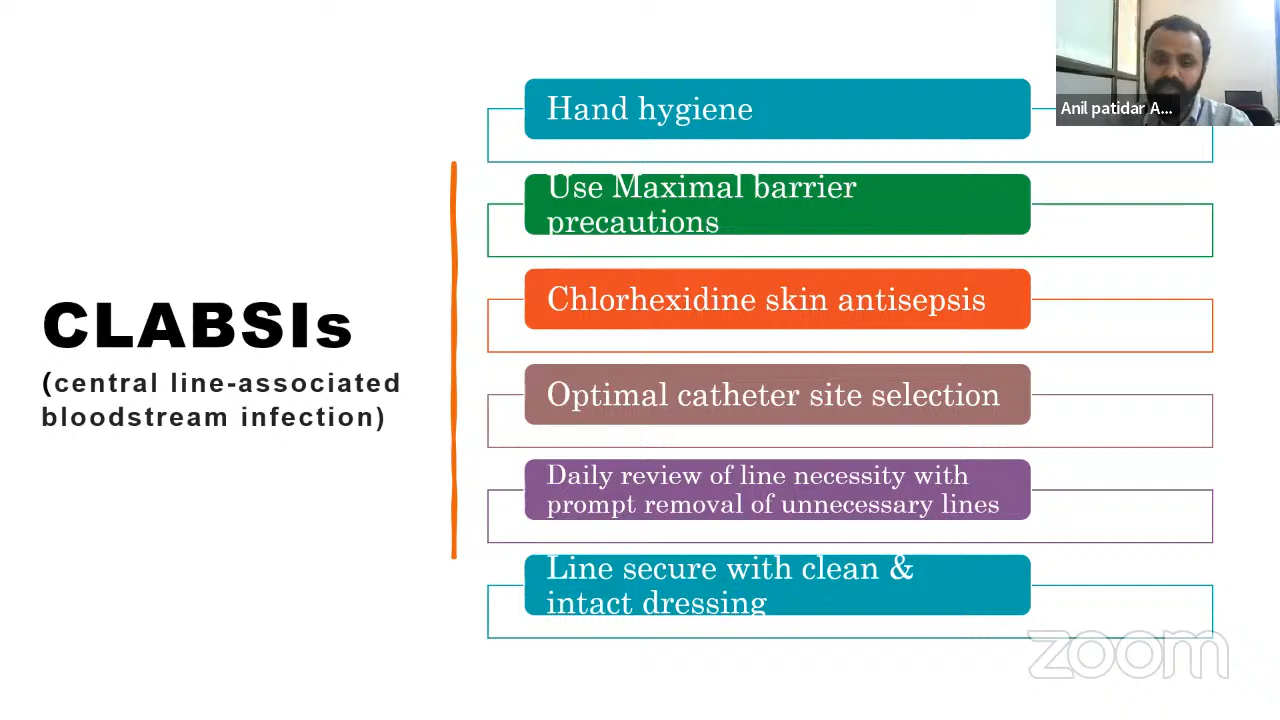 Hand hygiene
Use Maximal barrier
precautions
Chlorhexidine skin antisepsis
Optimal catheter site selection
Daily review of line necessity with
prompt removal of unnecessary lines
Line secure with clean &
intact dressing
CLABSIs
(central line-associated
bloodstream infection)
Anil patidar A...
zoom